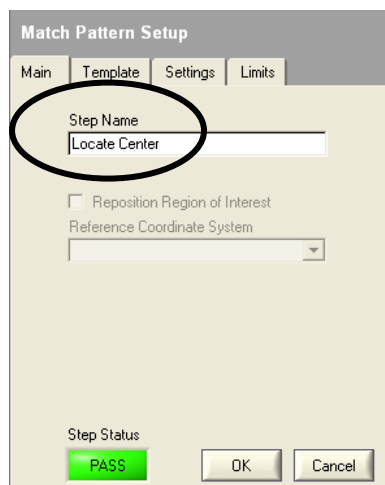 Match Pattern Setup
Main Template Settings Limits
Step Name
Locate Center
Reposition Region of Interest
Reference Coordinate System
Step Status
PASS OK Cancel